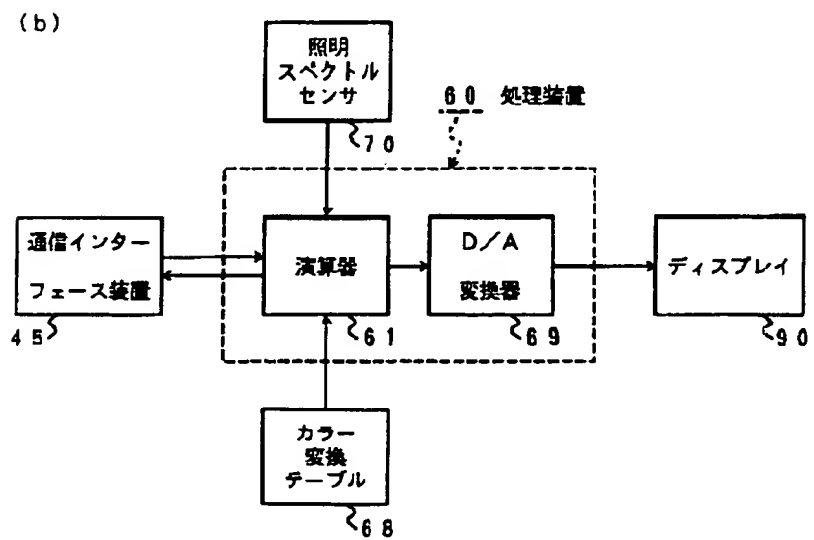 (b)
照明
スペクトル
センサ
70
60 処理装置
通信インター
フェース装置
45
演算器
61
D/A
変換器
69
ディスプレイ
90
カラー
変換
テーブル
68